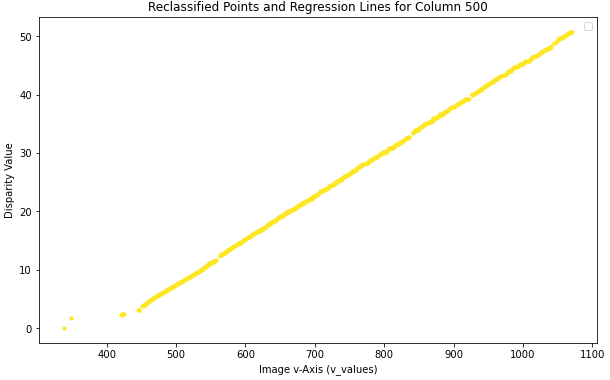 Reclassified Points and Regression Lines for Column 500
50
40
30
20
10
0
Disparity Value
400 500 600 700 800 900 1000 1100
Image v-Axis (v_values)